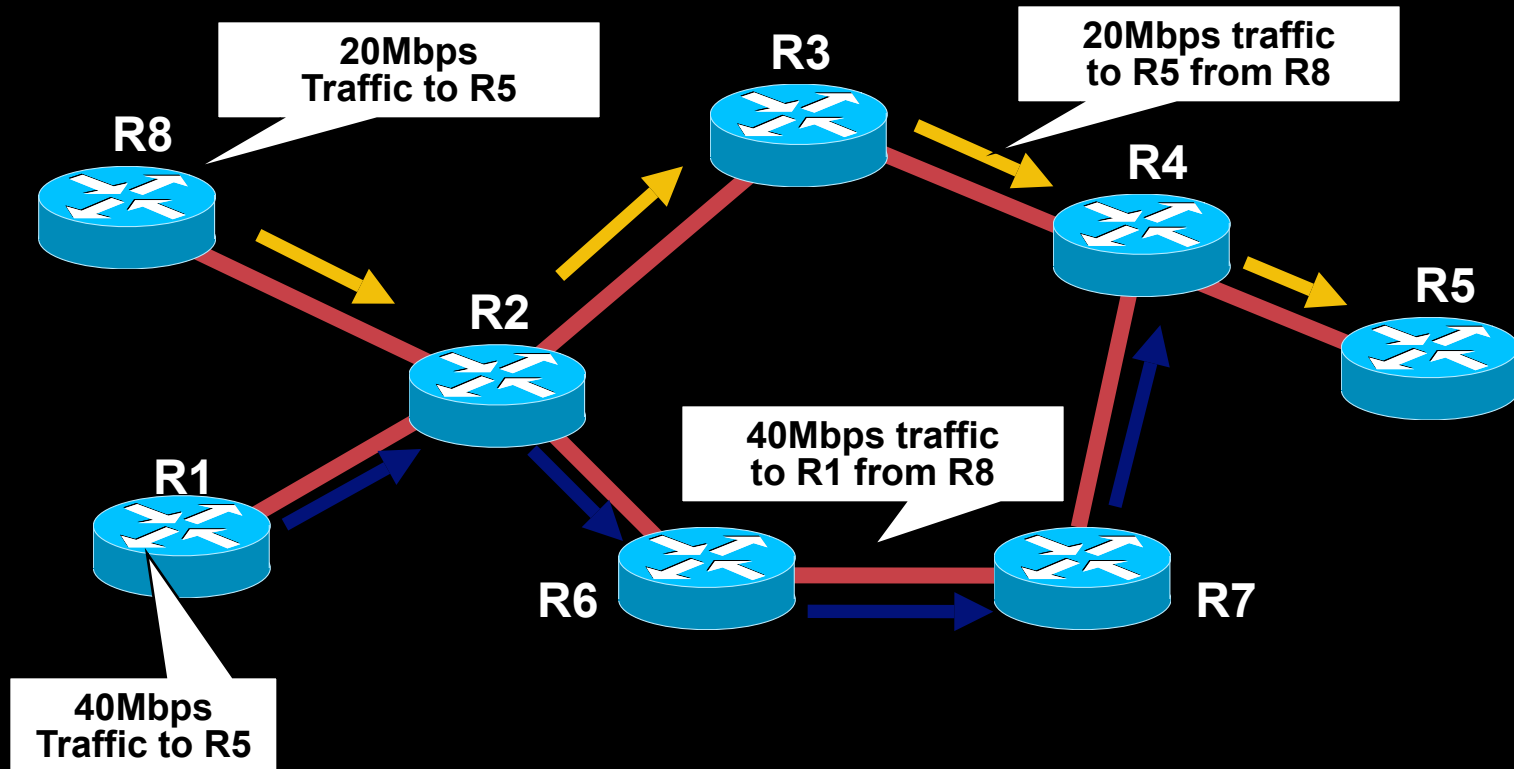 20Mbps
Traffic to R5
R3
20Mbps traffic
to R5 from R8
R8
R4
R2
R5
R1
40Mbps traffic
to R1 from R8
R6
R7
40Mbps
Traffic to R5